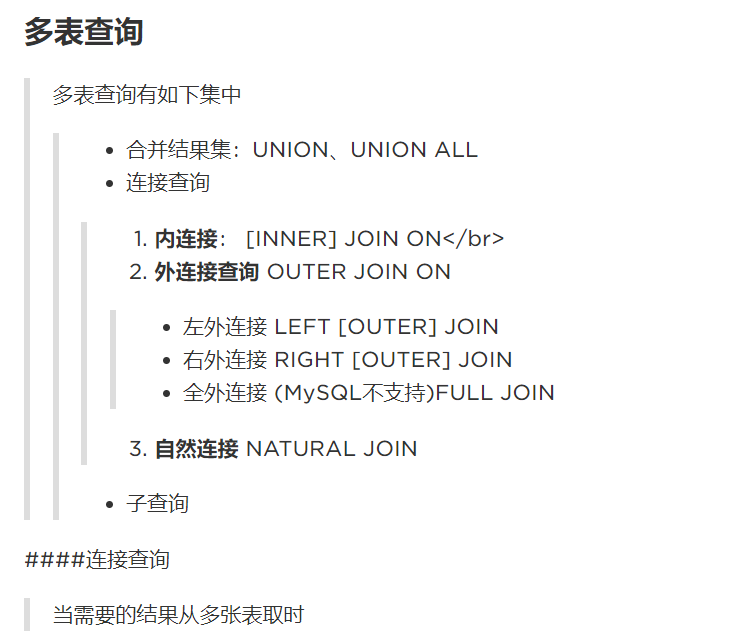 多表查询
多表查询有如下集中
• 合并结果集：UNION、UNION ALL
• 连接查询
1. 内连接： [INNER] JOIN ON</br>
2. 外连接查询 OUTER JOIN ON
• 左外连接 LEFT [OUTER] JOIN
• 右外连接 RIGHT [OUTER] JOIN
• 全外连接 (MySQL不支持)FULL JOIN
3. 自然连接 NATURAL JOIN
• 子查询
####连接查询
当需要的结果从多张表取时